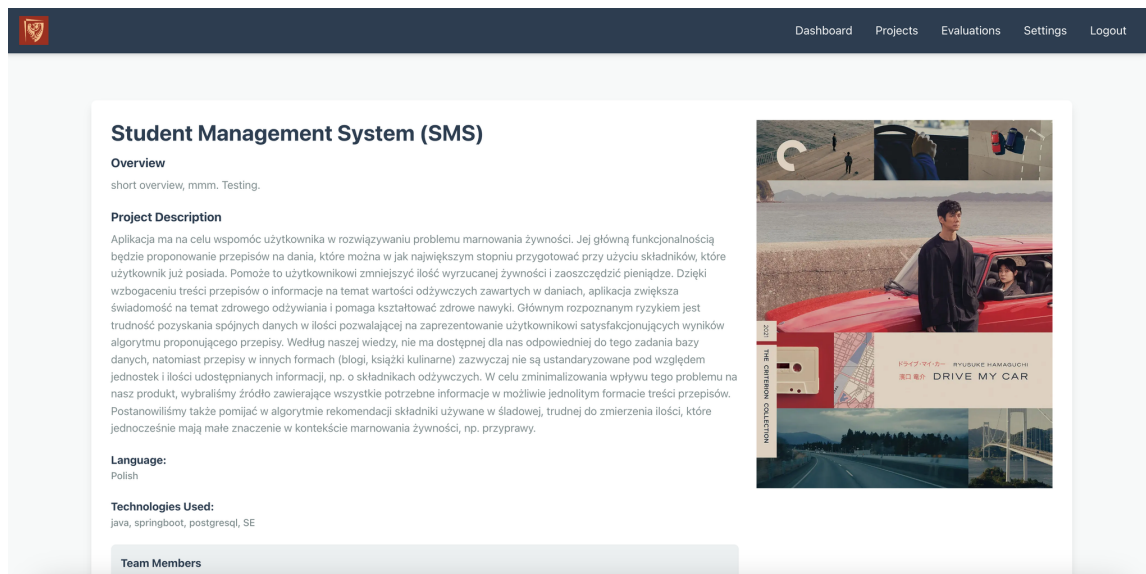 Dashboard Projects Evaluations Settings Logout
Student Management System (SMS)
Overview
short overview, mmm. Testing.
Project Description
Aplikacja ma na celu wspomóc użytkownika w rozwiązywaniu problemu marnowania żywności. Jej główną funkcjonalnością
będzie proponowanie przepisów na dania, które można w jak największym stopniu przygotować przy użyciu składników, które
użytkownik już posiada. Pomoże to użytkownikowi zmniejszyć ilość wyrzucanej żywności i zaoszczędzić pieniądze. Dzięki
wzbogaceniu treści przepisów o informacje na temat wartości odżywczych zawartych w daniach, aplikacja zwiększa
świadomość na temat zdrowego odżywiania i pomaga kształtować zdrowe nawyki. Głównym rozpoznanym ryzykiem jest
trudność pozyskania spójnych danych w ilości pozwalającej na zaprezentowanie użytkownikowi satysfakcjonujących wyników
algorytmu proponującego przepisy. Według naszej wiedzy, nie ma dostępnej dla nas odpowiedniej do tego zadania bazy
danych, natomiast przepisy w innych formach (blogi, książki kulinarne) zazwyczaj nie są ustandaryzowane pod względem
jednostek i ilości udostępnianych informacji, np. o składnikach odżywczych. W celu zminimalizowania wpływu tego problemu na
nasz produkt, wybraliśmy źródło zawierające wszystkie potrzebne informacje w możliwie jednolitym formacie treści przepisów.
Postanowiliśmy także pomijać w algorytmie rekomendacji składniki używane w śladowej, trudnej do zmierzenia ilości, które
jednocześnie mają małe znaczenie w kontekście marnowania żywności, np. przyprawy.
Language:
Polish
Technologies Used:
java, springboot, postgresql, SE
Team Members
2021 THE CRITERION COLLECTION
ドライブ・マイ・カー RYUSUKE HAMAGUCHI
濱口 竜介 DRIVE MY CAR